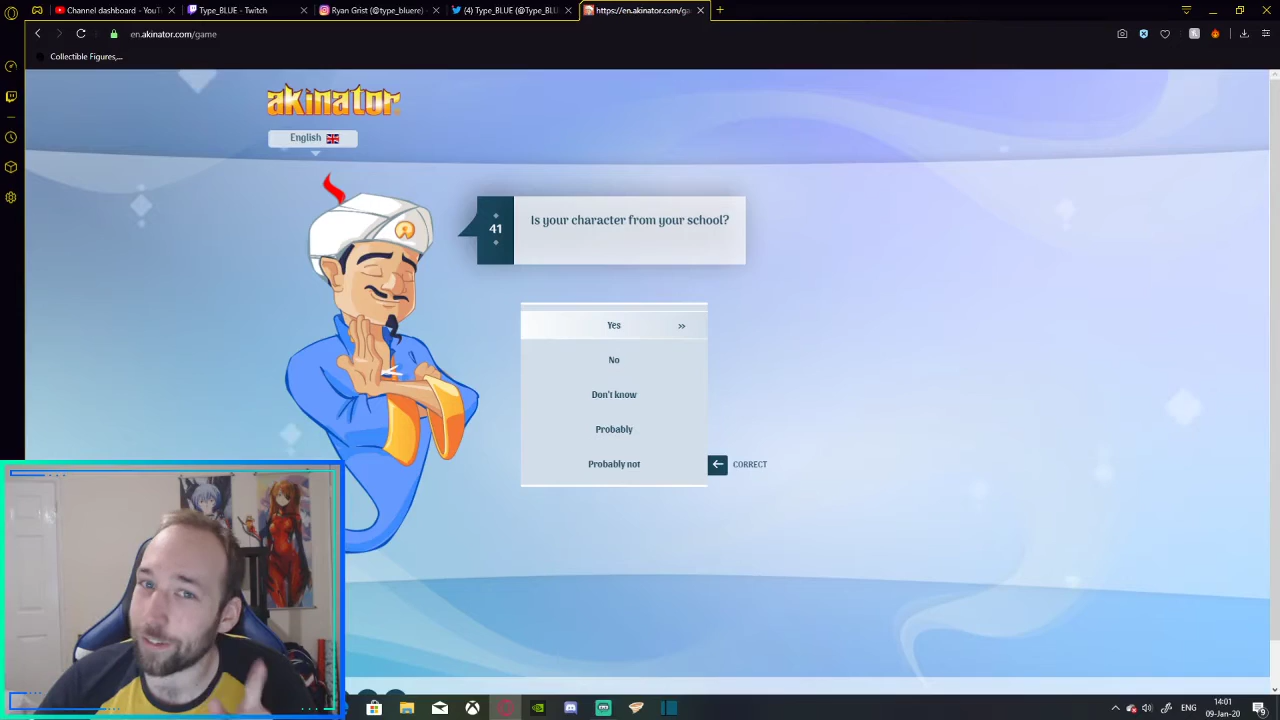 Channel dashboard - YouT
Type_BLUE - Twitch
Ryan Grist (@type_bluere) •
(4) Type_BLUE (@Type_BLU
https://en.akinator.com/ga
en.akinator.com/game
Collectible Figures,...
akinator
English
41
Is your character from your school?
Yes
No
Don't know
Probably
Probably not
CORRECT
14:01
09-Jan-20